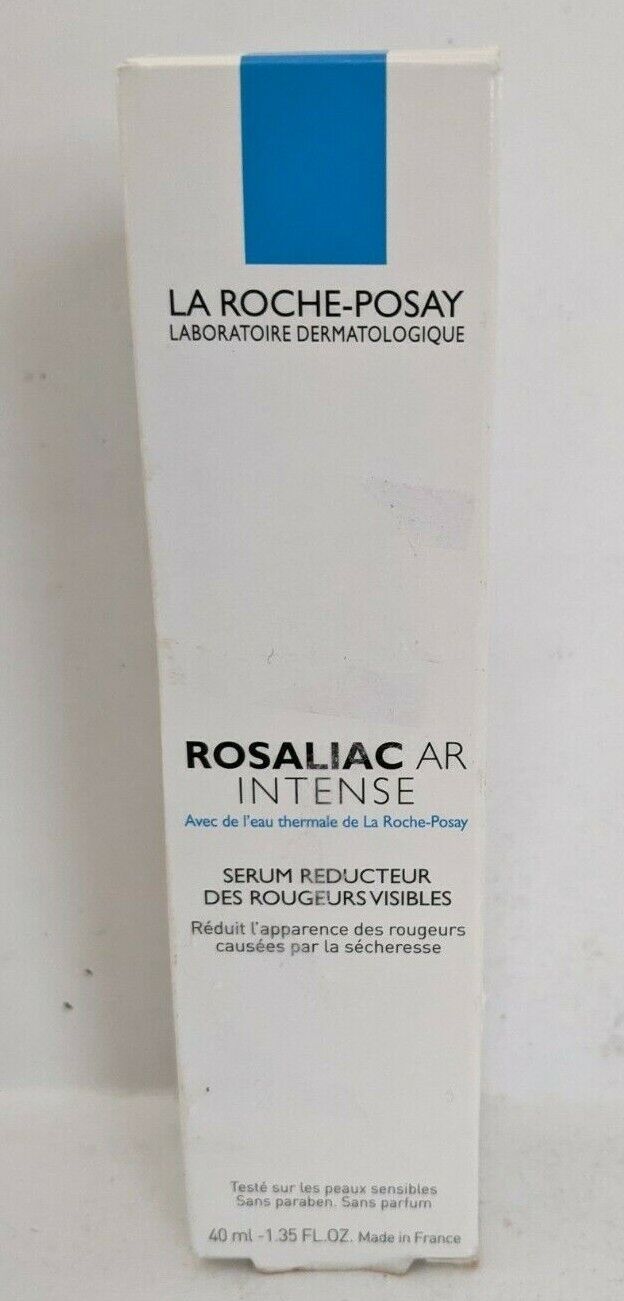 LA ROCHE-POSAY
LABORATOIRE DERMATOLOGIQUE
ROSALIAC AR
INTENSE
Avec de l'eau thermale de La Roche-Posay
SERUM REDUCTEUR
DES ROUGEURS VISIBLES
Réduit l'apparence des rougeurs
causées par la sécheresse
Testé sur les peaux sensibles
Sans paraben. Sans parfum
40 ml -1.35 FL.OZ. Made in France